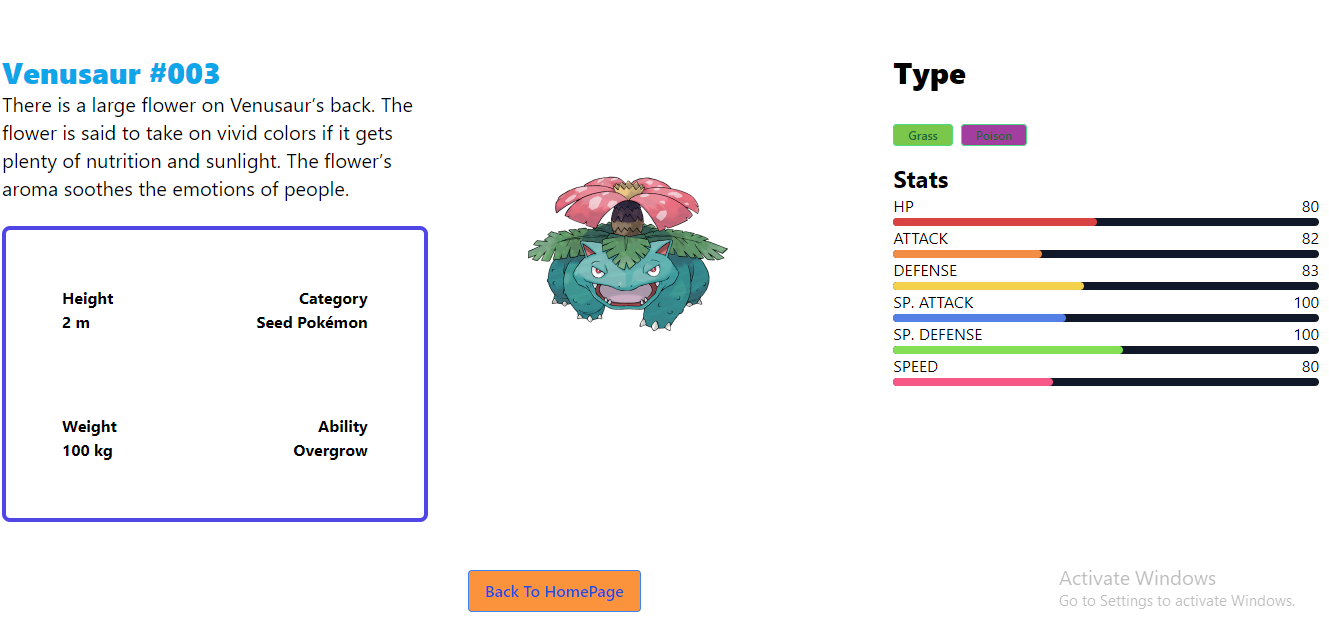 Venusaur #003
There is a large flower on Venusaur’s back. The
flower is said to take on vivid colors if it gets
plenty of nutrition and sunlight. The flower’s
aroma soothes the emotions of people.
Height
2 m
Category
Seed Pokémon
Weight
100 kg
Ability
Overgrow
Type
Grass Poison
Stats
HP 80
ATTACK 82
DEFENSE 83
SP. ATTACK 100
SP. DEFENSE 100
SPEED 80
Back To HomePage
Activate Windows
Go to Settings to activate Windows.